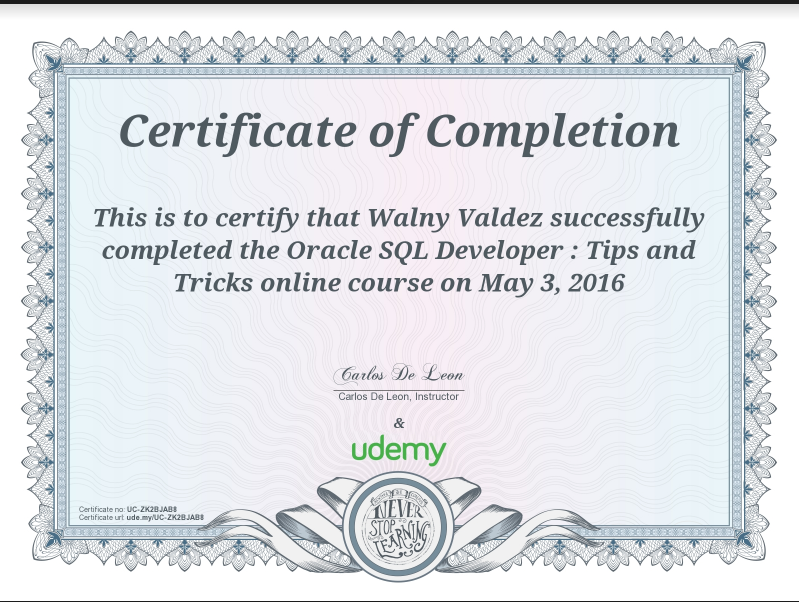 Certificate of Completion
This is to certify that Walny Valdez successfully
completed the Oracle SQL Developer : Tips and
Tricks online course on May 3, 2016
Carlos De Leon
Carlos De Leon, Instructor
&
udemy
Certificate no: UC-ZK2BJAB8
Certificate url: ude.my/UC-ZK2BJAB8
NEVER
STOP
LEARNING